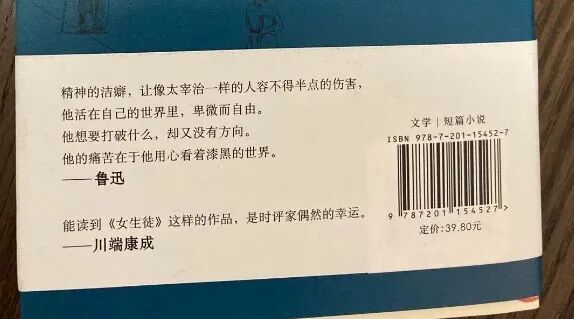 精神的洁癖，让像太宰治一样的人容不得半点的伤害，
他活在自己的世界里，卑微而自由。
他想要打破什么，却又没有方向。
他的痛苦在于他用心看着漆黑的世界。
——鲁迅
能读到《女生徒》这样的作品，是时评家偶然的幸运。
——川端康成
文学｜短篇小说
ISBN 978-7-201-15452-7
9 787201 154527 >
定价：39.80元